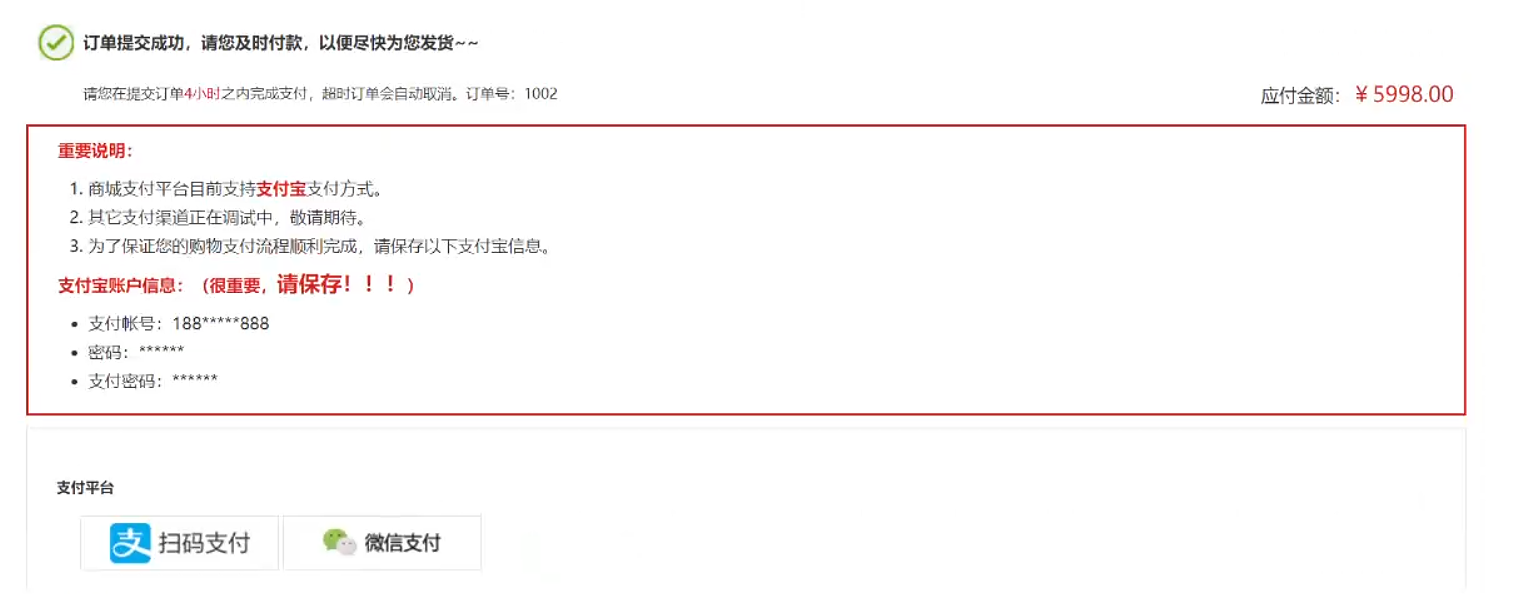 订单提交成功，请您及时付款，以便尽快为您发货~~
请您在提交订单4小时之内完成支付，超时订单会自动取消。订单号：1002
应付金额：￥5998.00
重要说明：
1. 商城支付平台目前支持支付宝支付方式。
2. 其它支付渠道正在调试中，敬请期待。
3. 为了保证您的购物支付流程顺利完成，请保存以下支付宝信息。
支付宝账户信息：（很重要，请保存！！！）
• 支付帐号：188*****888
• 密码：******
• 支付密码：******
支付平台
支 扫码支付
微信支付